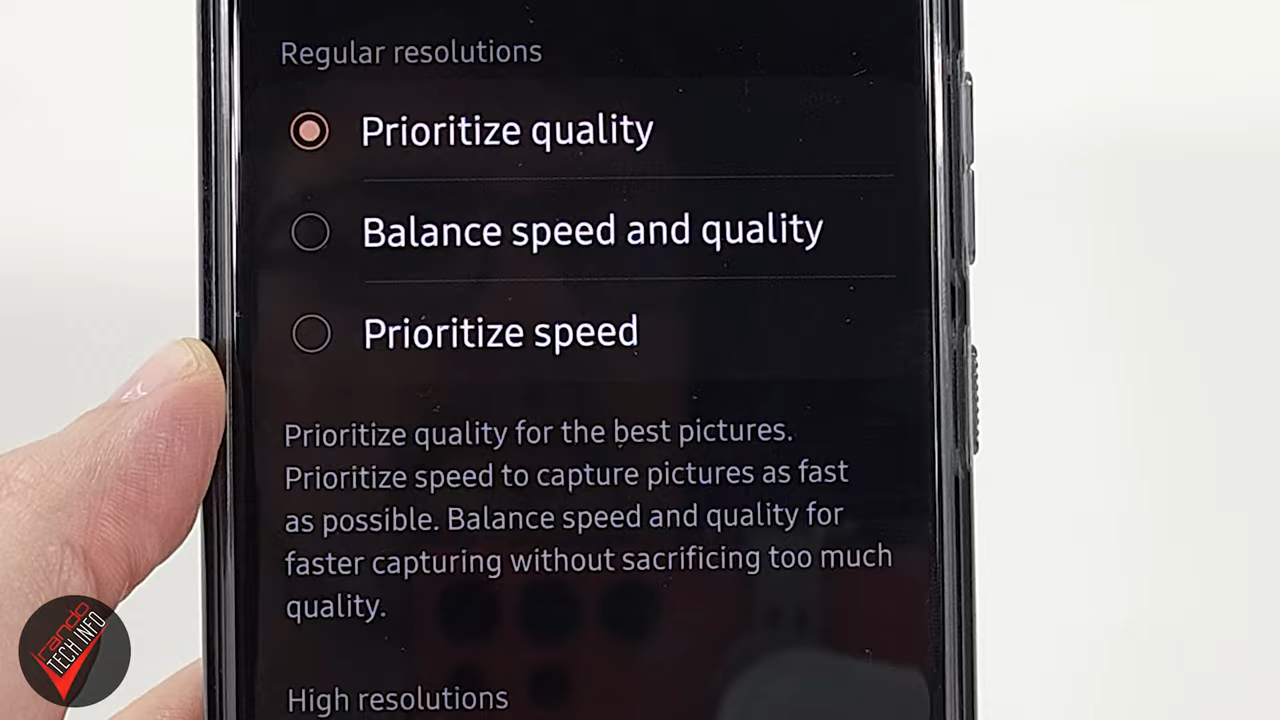 Regular resolutions
Prioritize quality
Balance speed and quality
Prioritize speed
Prioritize quality for the best pictures.
Prioritize speed to capture pictures as fast
as possible. Balance speed and quality for
faster capturing without sacrificing too much
quality.
High resolutions
Irando
TECH INFO